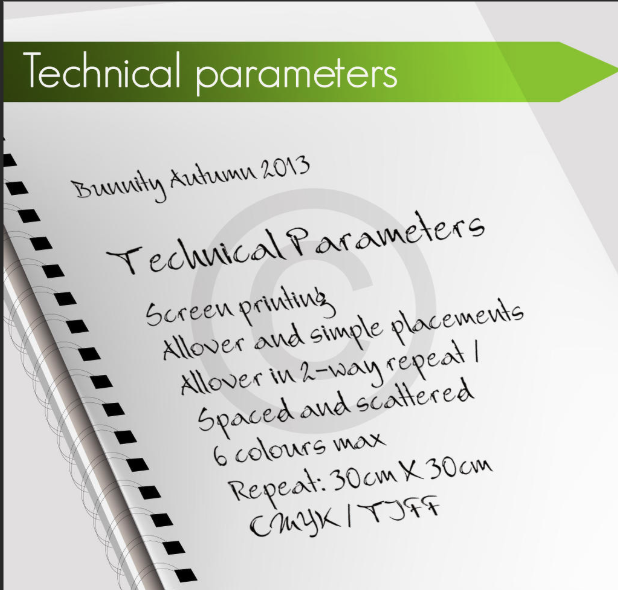 Technical parameters
Bunnity Autumn 2013
Technical Parameters
Screen printing
Allover and simple placements
Allover in 2-way repeat /
Spaced and scattered
6 colours max
Repeat: 30cm X 30cm
CMYK / TIFF
©